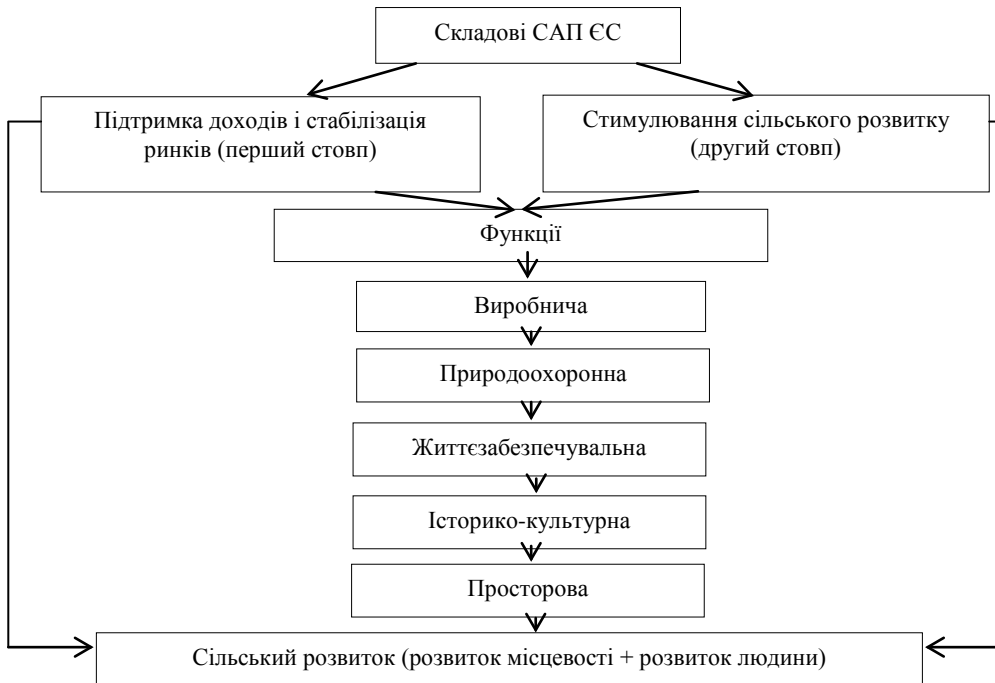 Складові САП ЄС
Підтримка доходів і стабілізація
ринків (перший стовп)
Стимулювання сільського розвитку
(другий стовп)
Функції
Виробнича
Природоохоронна
Життєзабезпечувальна
Історико-культурна
Просторова
Сільський розвиток (розвиток місцевості + розвиток людини)